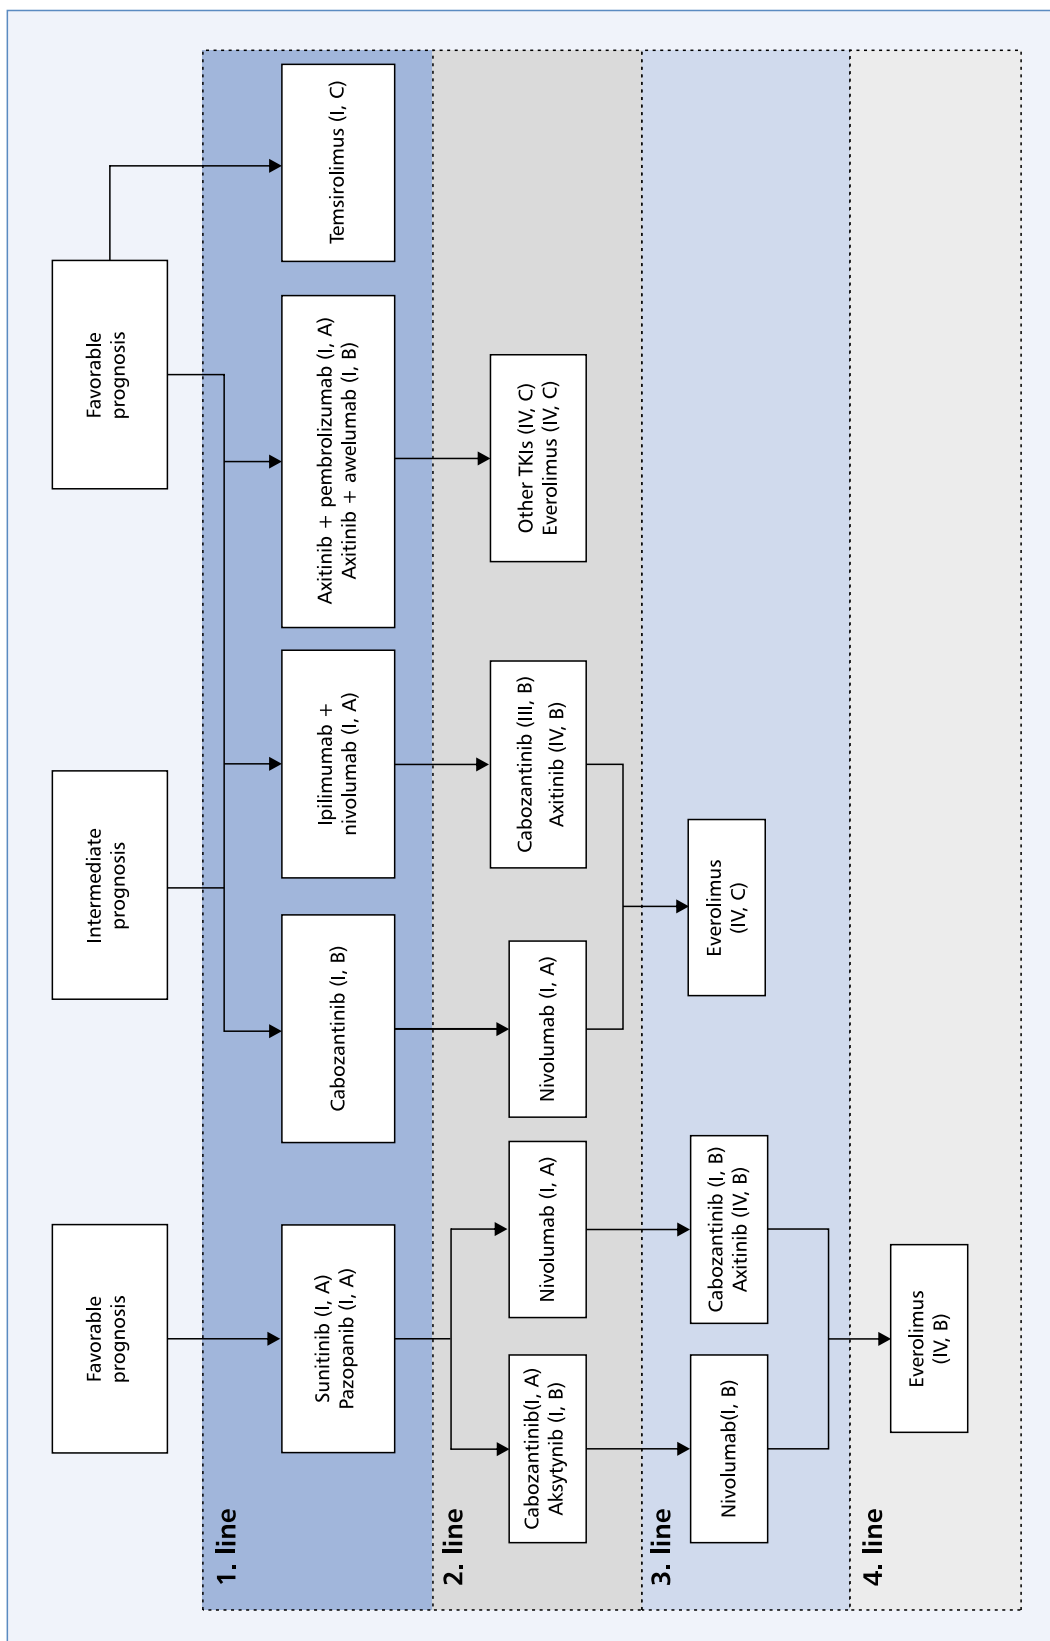 Favorable
prognosis
Intermediate
prognosis
Favorable
prognosis
1. line
Sunitinib (I, A)
Pazopanib (I, A)
Cabozantinib (I, B)
Ipilimumab +
nivolumab (I, A)
Axitinib + pembrolizumab (I, A)
Axitinib + awelumab (I, B)
Temsirolimus (I, C)
2. line
Cabozantinib(I, A)
Aksytynib (I, B)
Nivolumab (I, A)
Nivolumab (I, A)
Cabozantinib (III, B)
Axitinib (IV, B)
Other TKIs (IV, C)
Everolimus (IV, C)
3. line
Nivolumab(I, B)
Cabozantinib (I, B)
Axitinib (IV, B)
Everolimus
(IV, C)
4. line
Everolimus
(IV, B)